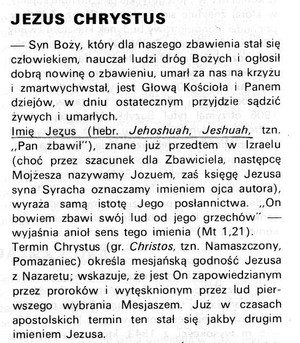 JEZUS CHRYSTUS
— Syn Boży, który dla naszego zbawienia stał się
człowiekiem, nauczał ludzi dróg Bożych i ogłosił
dobrą nowinę o zbawieniu, umarł za nas na krzyżu
i zmartwychwstał, jest Głową Kościoła i Panem
dziejów, w dniu ostatecznym przyjdzie sądzić
żywych i umarłych.
Imię Jezus (hebr. Jehoshuah, Jeshuah, tzn.
„Pan zbawił"), znane już przedtem w Izraelu
(choć przez szacunek dla Zbawiciela, następcę
Mojżesza nazywamy Jozuem, zaś księgę Jezusa
syna Syracha oznaczamy imieniem ojca autora),
wyraża samą istotę Jego posłannictwa. „On
bowiem zbawi swój lud od jego grzechów" —
wyjaśnia anioł sens tego imienia (Mt 1,21).
Termin Chrystus (gr. Christos, tzn. Namaszczony,
Pomazaniec) określa mesjańską godność Jezusa
z Nazaretu; wskazuje, że jest On zapowiedzianym
przez proroków i wytęsknionym przez lud pier-
wszego wybrania Mesjaszem. Już w czasach
apostolskich termin ten stał się jakby drugim
imieniem Jezusa.